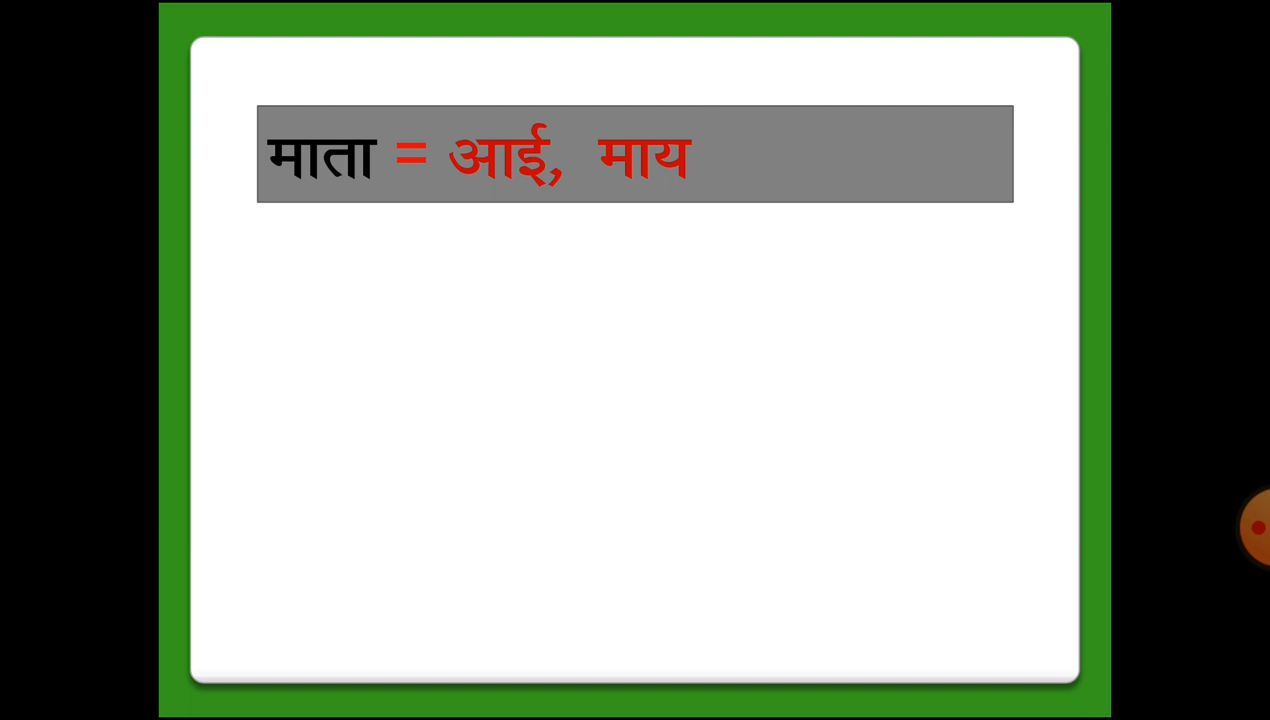 माता = आई, माय